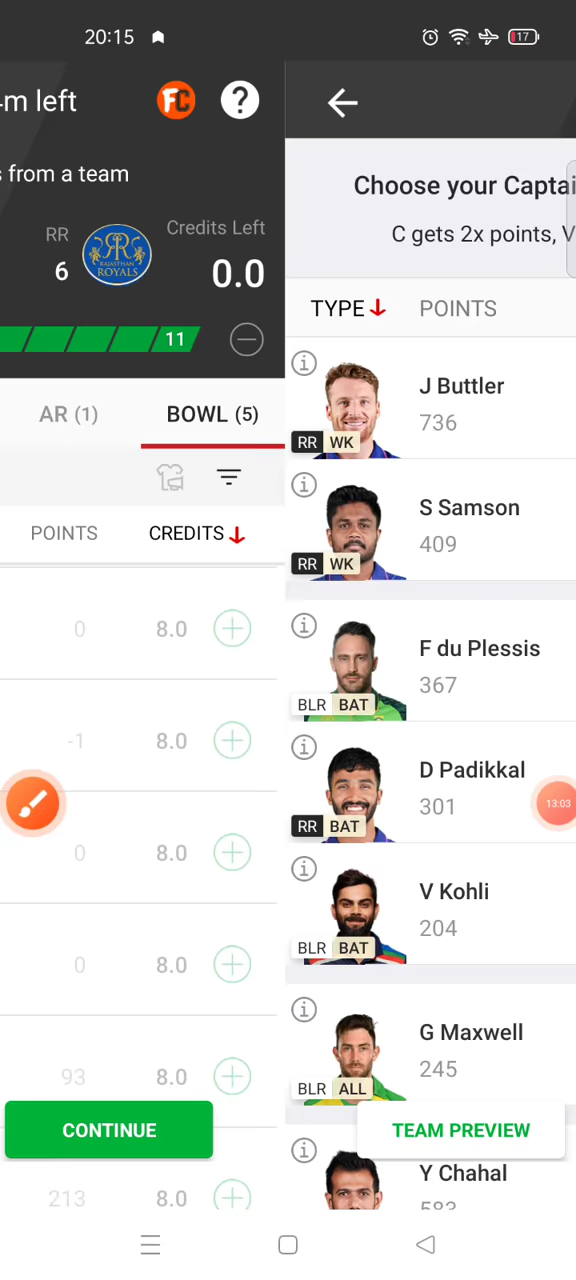 20:15
17
m left
FC
?
s from a team
RR
6
RAJASTHAN
ROYALS
Credits Left
0.0
11
AR (1)
BOWL (5)
POINTS
CREDITS
0
8.0
-1
8.0
0
8.0
0
8.0
93
8.0
CONTINUE
213
8.0
Choose your Captai
C gets 2x points, V
TYPE
POINTS
J Buttler
736
RR WK
S Samson
409
RR WK
F du Plessis
367
BLR BAT
D Padikkal
301
RR BAT
13:03
V Kohli
204
BLR BAT
G Maxwell
245
BLR ALL
TEAM PREVIEW
Y Chahal
583